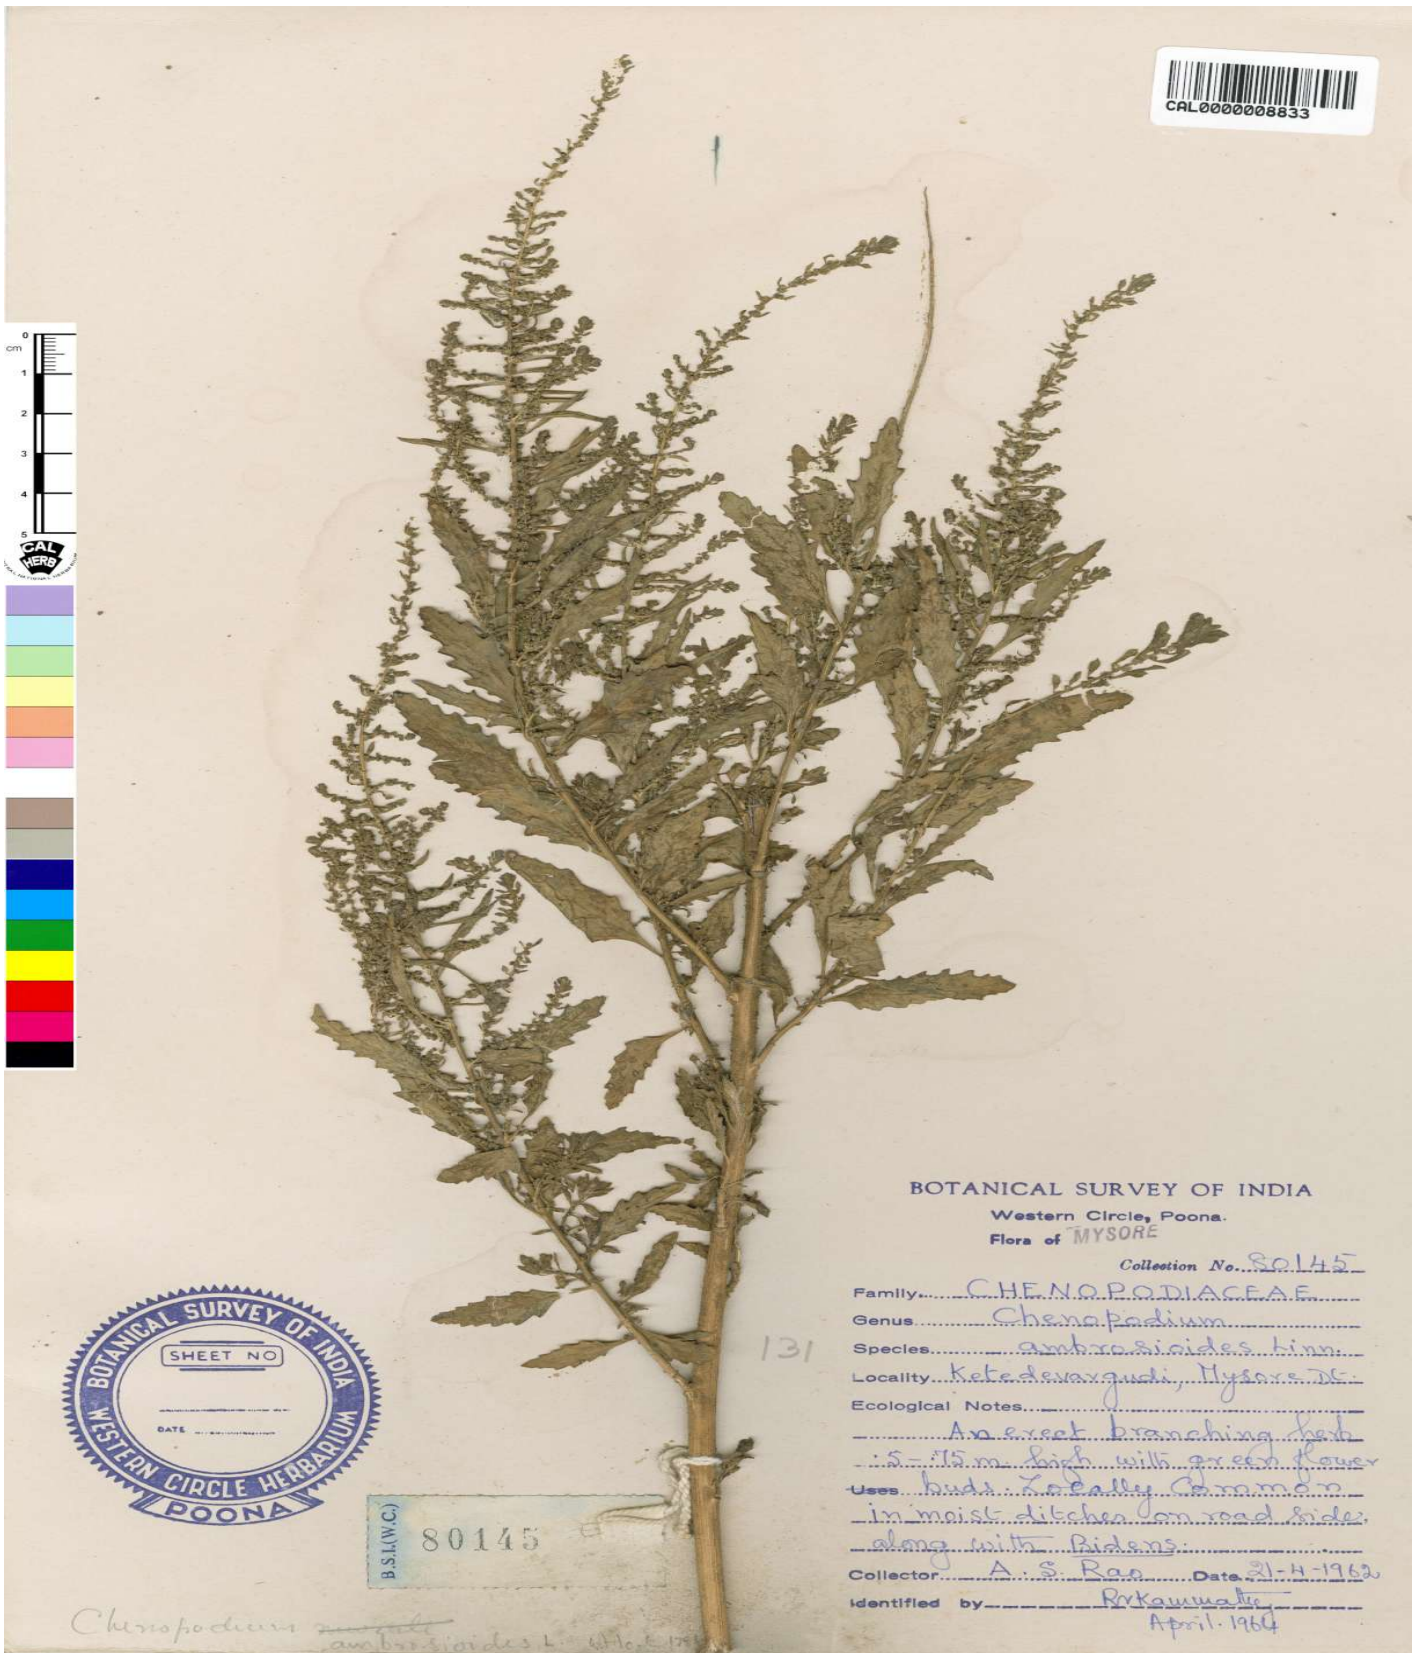 CAL0000008833
0
cm
1
2
3
4
5
CAL
HERB
BOTANICAL SURVEY OF INDIA
Western Circle, Poona.
Flora of MYSORE
Collection No. 80145
Family CHENOPODIACEAE
Genus Chenopodium
Species ambrosioides Linn.
Locality Ketedevargudi, Mysore Dt.
Ecological Notes
An erect branching herb
.5-.75 m. high with green flower
Uses buds. Locally Common
in moist ditches on road side,
along with Bidens.
Collector A. S. Rao Date 21-4-1962
Identified by
April. 1964
131
BOTANICAL SURVEY OF INDIA
WESTERN CIRCLE HERBARIUM
SHEET NO
DATE
POONA
B.S.I.(W.C.)
80145
Chenopodium
ambrosioides L.